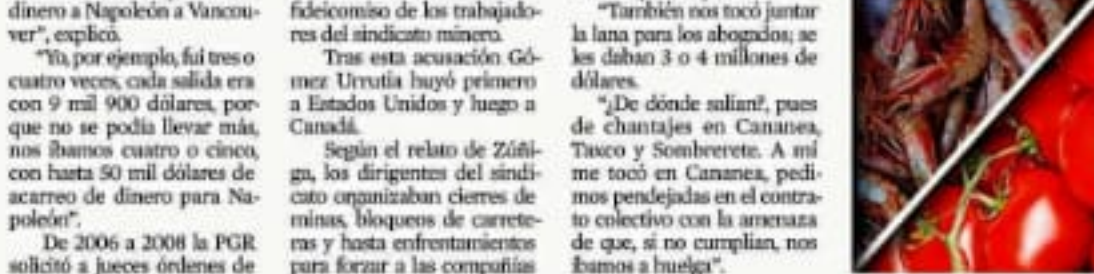 dinero a Napoleón a Vancou-
ver", explicó.
"Yo, por ejemplo, fui tres o
cuatro veces, cada salida era
con 9 mil 900 dólares, por-
que no se podía llevar más,
nos íbamos cuatro o cinco,
con hasta 50 mil dólares de
acarreo de dinero para Na-
poleón".
De 2006 a 2008 la PGR
solicitó a jueces órdenes de
fideicomiso de los trabajado-
res del sindicato minero.
Tras esta acusación Gó-
mez Urrutia huyó primero
a Estados Unidos y luego a
Canadá.
Según el relato de Zúñi-
ga, los dirigentes del sindi-
cato organizaban cierres de
minas, bloqueos de carrete-
ras y hasta enfrentamientos
para forzar a las compañías
"También nos tocó juntar
la lana para los abogados; se
les daban 3 o 4 millones de
dólares.
"¿De dónde salían?, pues
de chantajes en Cananea,
Taxco y Sombrerete. A mí
me tocó en Cananea, pedi-
mos pendejadas en el contra-
to colectivo con la amenaza
de que, si no cumplían, nos
íbamos a huelga".